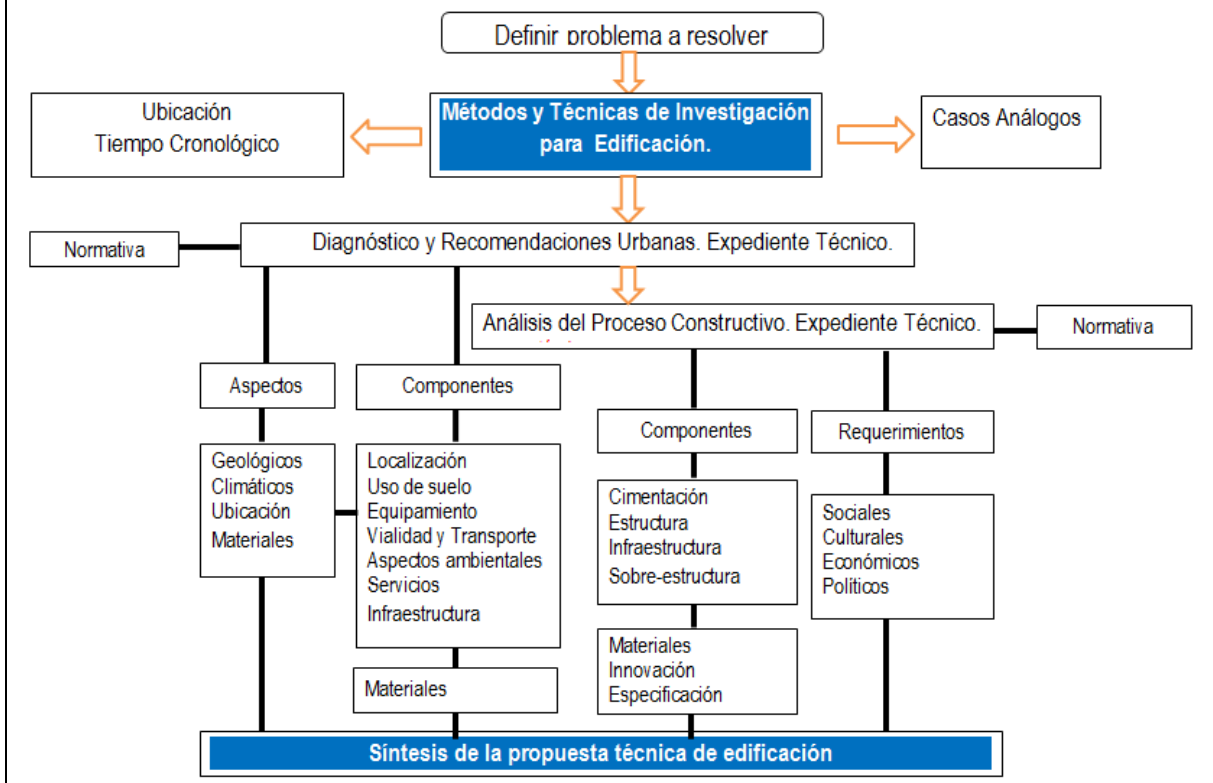 Definir problema a resolver
Ubicación
Tiempo Cronológico
Métodos y Técnicas de Investigación
para Edificación.
Casos Análogos
Normativa
Diagnóstico y Recomendaciones Urbanas. Expediente Técnico.
Análisis del Proceso Constructivo. Expediente Técnico.
Normativa
Aspectos
Componentes
Componentes
Requerimientos
Geológicos
Climáticos
Ubicación
Materiales
Localización
Uso de suelo
Equipamiento
Vialidad y Transporte
Aspectos ambientales
Servicios
Infraestructura
Cimentación
Estructura
Infraestructura
Sobre-estructura
Sociales
Culturales
Económicos
Políticos
Materiales
Materiales
Innovación
Especificación
Síntesis de la propuesta técnica de edificación